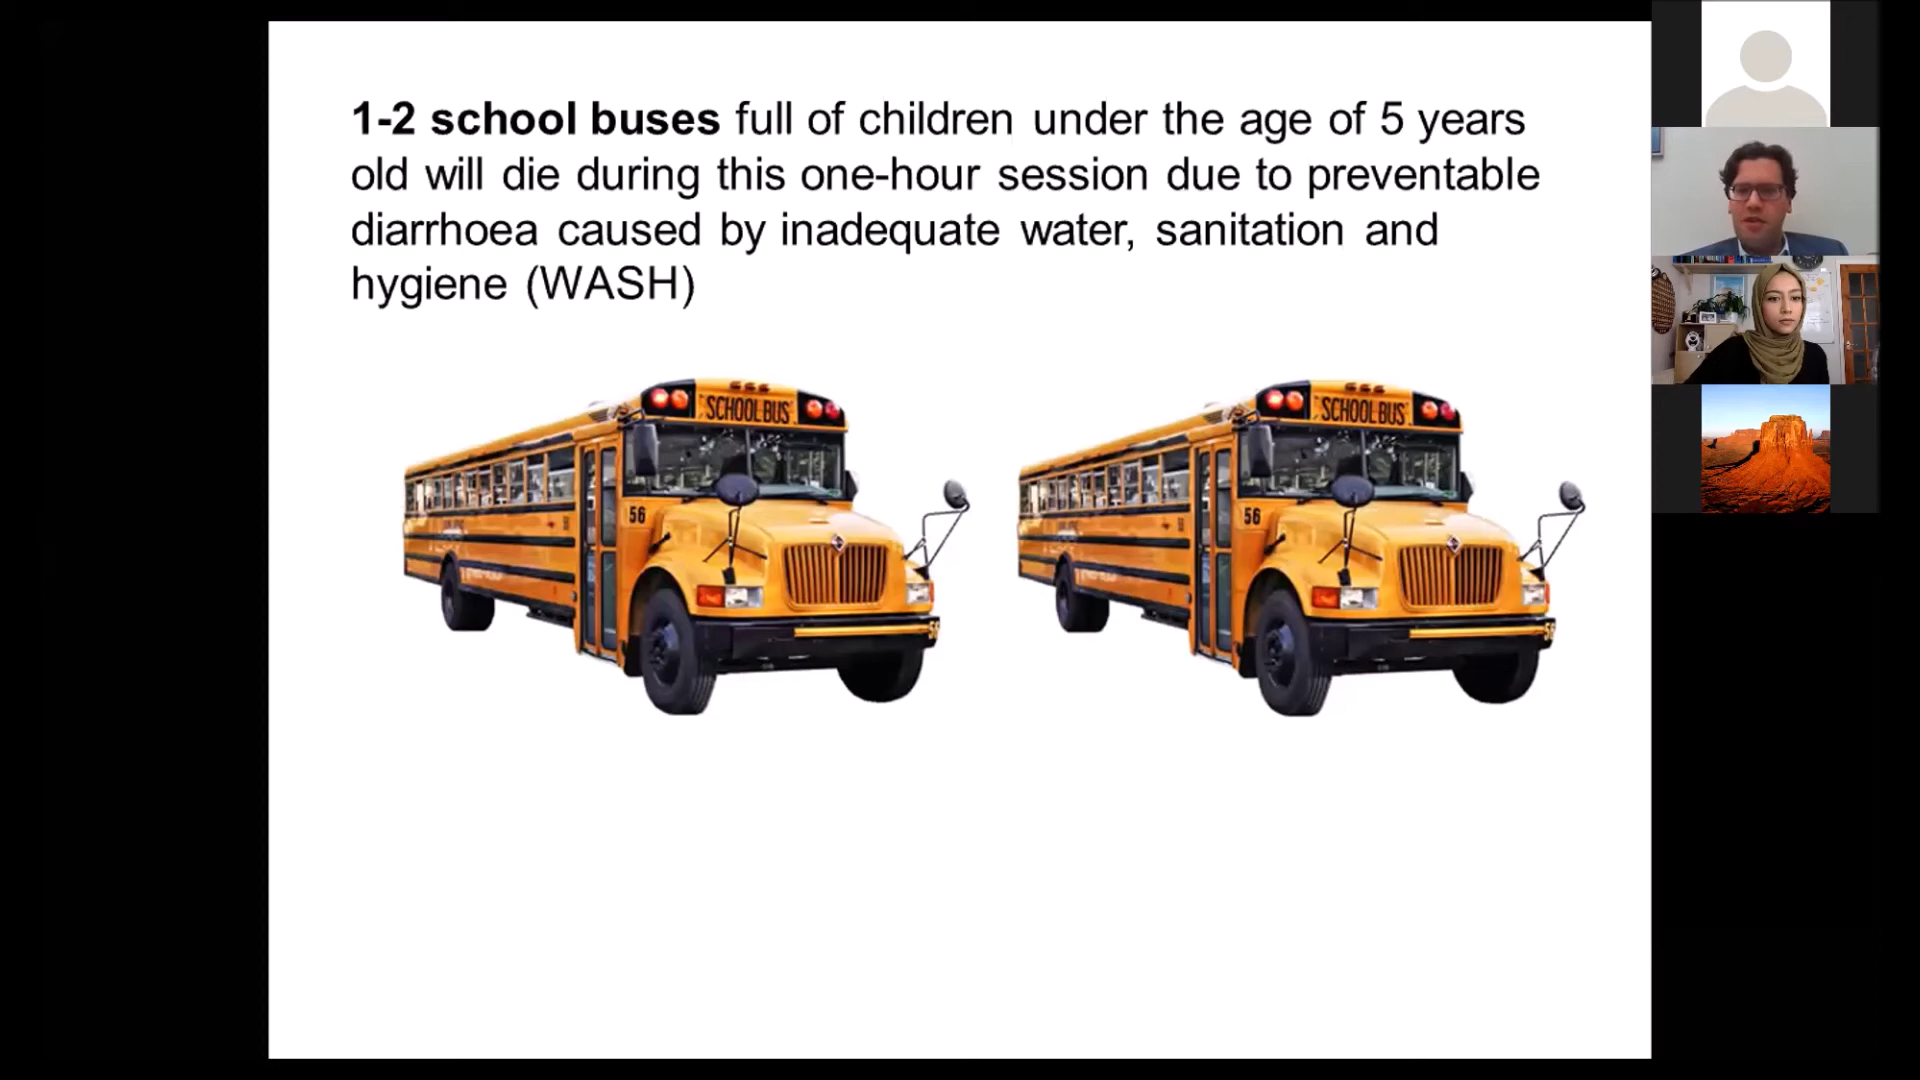 1-2 school buses full of children under the age of 5 years
old will die during this one-hour session due to preventable
diarrhoea caused by inadequate water, sanitation and
hygiene (WASH)
SCHOOL BUS
SCHOOL BUS
56
56